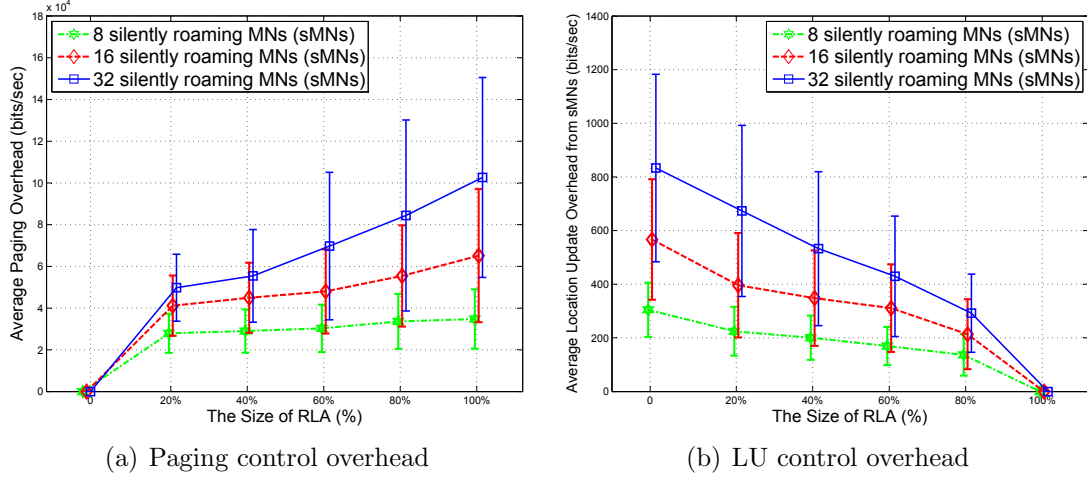 x 10⁴
18
16
14
12
10
8
6
4
2
0
Average Paging Overhead (bits/sec)
8 silently roaming MNs (sMNs)
16 silently roaming MNs (sMNs)
32 silently roaming MNs (sMNs)
0 20% 40% 60% 80% 100%
The Size of RLA (%)
(a) Paging control overhead
1400
1200
1000
800
600
400
200
0
Average Location Update Overhead from sMNs (bits/sec)
8 silently roaming MNs (sMNs)
16 silently roaming MNs (sMNs)
32 silently roaming MNs (sMNs)
0 20% 40% 60% 80% 100%
The Size of RLA (%)
(b) LU control overhead